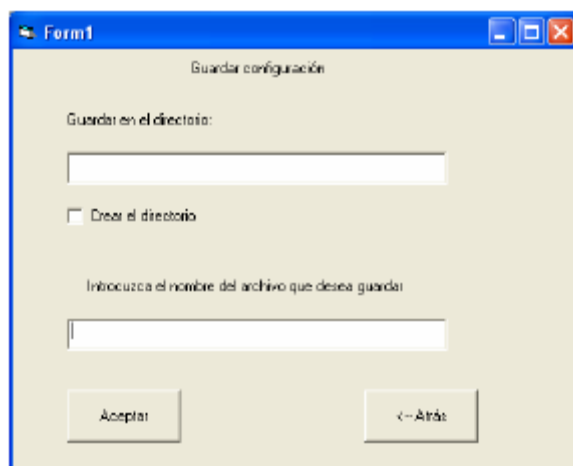 Form1
Guardar configuración
Guardar en el directorio:
Crear el directorio
Introduzca el nombre del archivo que desea guardar
Aceptar
<-- Atrás